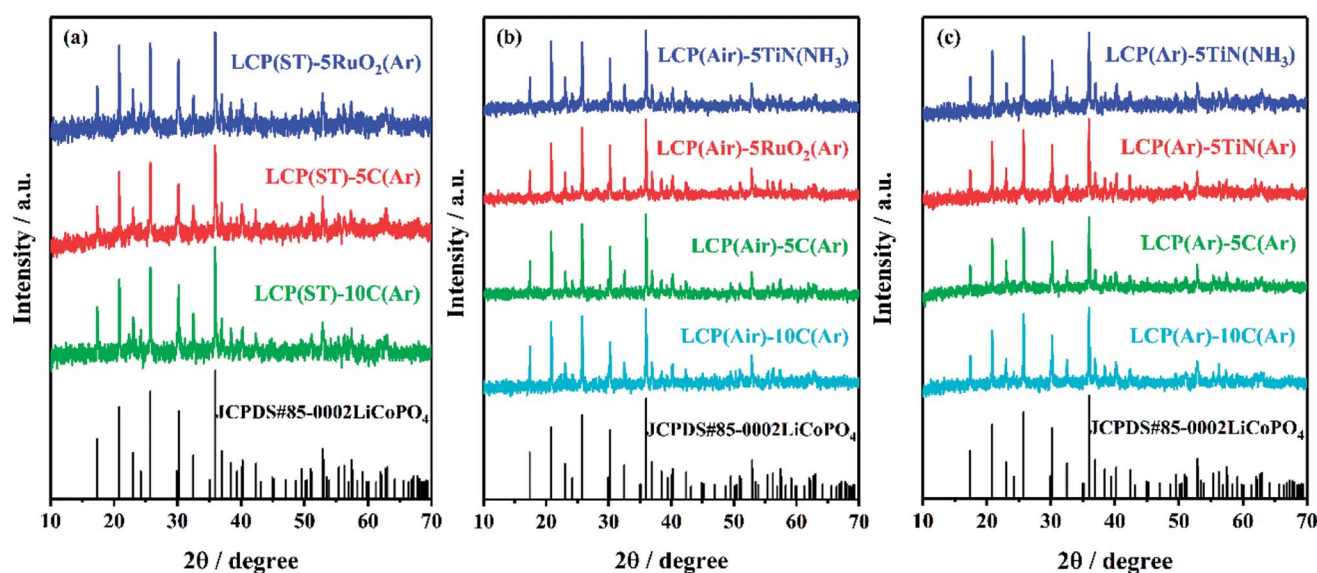 (a)
LCP(ST)-5RuO₂(Ar)
LCP(ST)-5C(Ar)
LCP(ST)-10C(Ar)
JCPDS#85-0002LiCoPO₄
Intensity / a.u.
10 20 30 40 50 60 70
2θ / degree
(b)
LCP(Air)-5TiN(NH₃)
LCP(Air)-5RuO₂(Ar)
LCP(Air)-5C(Ar)
LCP(Air)-10C(Ar)
JCPDS#85-0002LiCoPO₄
Intensity / a.u.
10 20 30 40 50 60 70
2θ / degree
(c)
LCP(Ar)-5TiN(NH₃)
LCP(Ar)-5TiN(Ar)
LCP(Ar)-5C(Ar)
LCP(Ar)-10C(Ar)
JCPDS#85-0002LiCoPO₄
Intensity / a.u.
10 20 30 40 50 60 70
2θ / degree